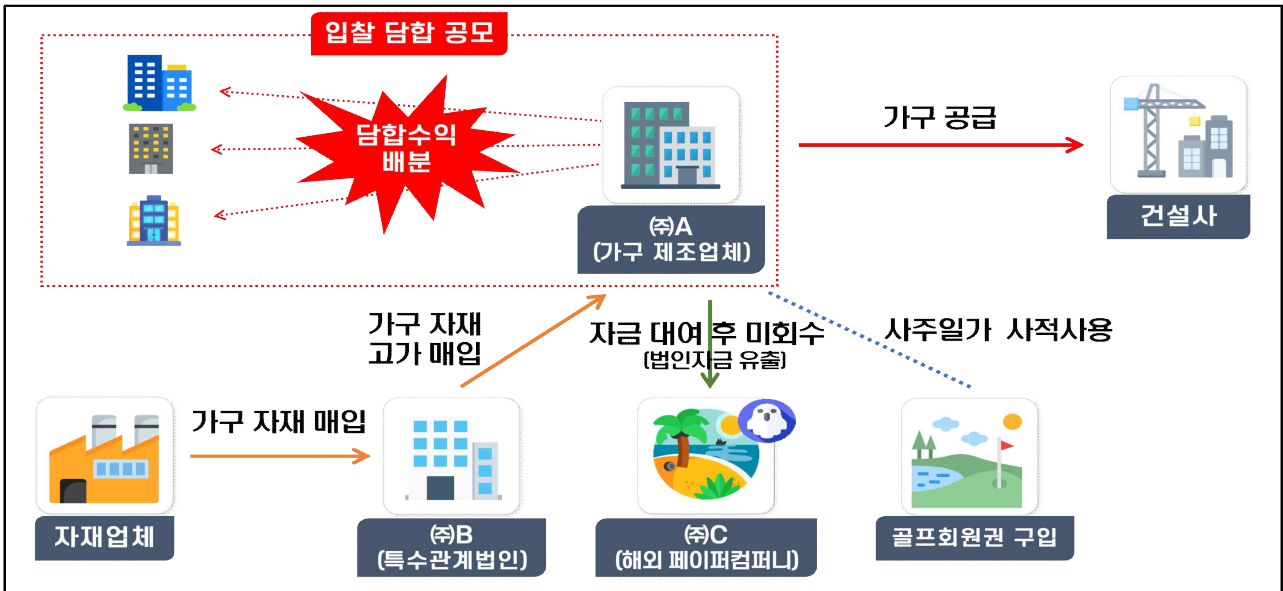 입찰 담합 공모
담합수익
배분
㈜A
(가구 제조업체)
가구 공급
건설사
가구 자재
고가 매입
자금 대여 후 미회수
(법인자금 유출)
사주일가 사적사용
가구 자재 매입
자재업체
㈜B
(특수관계법인)
㈜C
(해외 페이퍼컴퍼니)
골프회원권 구입